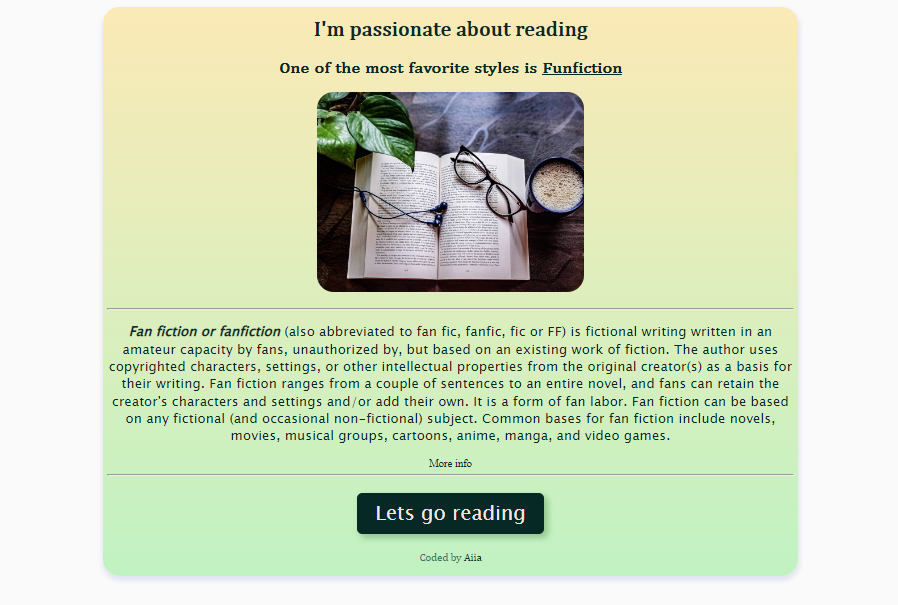 I'm passionate about reading
One of the most favorite styles is Funfiction
Fan fiction or fanfiction (also abbreviated to fan fic, fanfic, fic or FF) is fictional writing written in an
amateur capacity by fans, unauthorized by, but based on an existing work of fiction. The author uses
copyrighted characters, settings, or other intellectual properties from the original creator(s) as a basis for
their writing. Fan fiction ranges from a couple of sentences to an entire novel, and fans can retain the
creator's characters and settings and/or add their own. It is a form of fan labor. Fan fiction can be based
on any fictional (and occasional non-fictional) subject. Common bases for fan fiction include novels,
movies, musical groups, cartoons, anime, manga, and video games.
More info
Lets go reading
Coded by Aiia